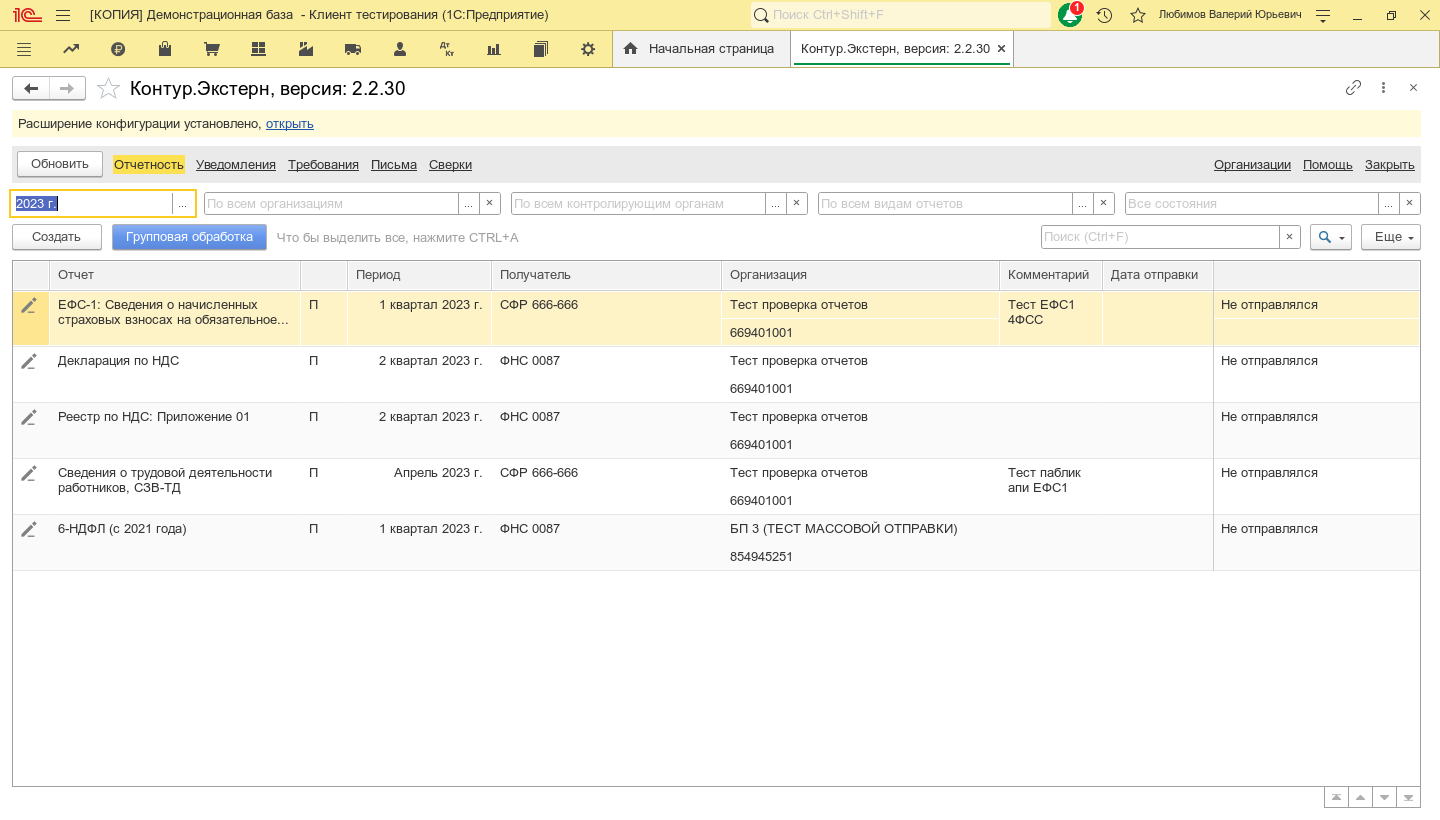 [КОПИЯ] Демонстрационная база - Клиент тестирования (1С:Предприятие)
Поиск Ctrl+Shift+F
1
Любимов Валерий Юрьевич
Дт
Кт
Начальная страница
Контур.Экстерн, версия: 2.2.30
Контур.Экстерн, версия: 2.2.30
Расширение конфигурации установлено, открыть
Обновить Отчетность Уведомления Требования Письма Сверки Организации Помощь Закрыть
2023 г. ... По всем организациям ... × По всем контролирующим органам ... × По всем видам отчетов ... × Все состояния ... ×
Создать Групповая обработка Что бы выделить все, нажмите CTRL+A Поиск (Ctrl+F) × Еще
Отчет Период Получатель Организация Комментарий Дата отправки
ЕФС-1: Сведения о начисленных П 1 квартал 2023 г. СФР 666-666 Тест проверка отчетов Тест ЕФС1 Не отправлялся
страховых взносах на обязательное... 4ФСС
669401001
Декларация по НДС П 2 квартал 2023 г. ФНС 0087 Тест проверка отчетов Не отправлялся
669401001
Реестр по НДС: Приложение 01 П 2 квартал 2023 г. ФНС 0087 Тест проверка отчетов Не отправлялся
669401001
Сведения о трудовой деятельности П Апрель 2023 г. СФР 666-666 Тест проверка отчетов Тест паблик Не отправлялся
работников, СЗВ-ТД апи ЕФС1
669401001
6-НДФЛ (с 2021 года) П 1 квартал 2023 г. ФНС 0087 БП 3 (ТЕСТ МАССОВОЙ ОТПРАВКИ) Не отправлялся
854945251